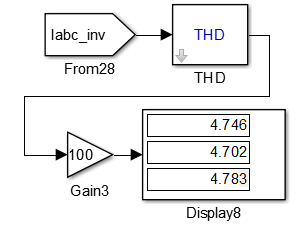 Iabc_inv
THD
From28
THD
100
4.746
4.702
4.783
Gain3
Display8